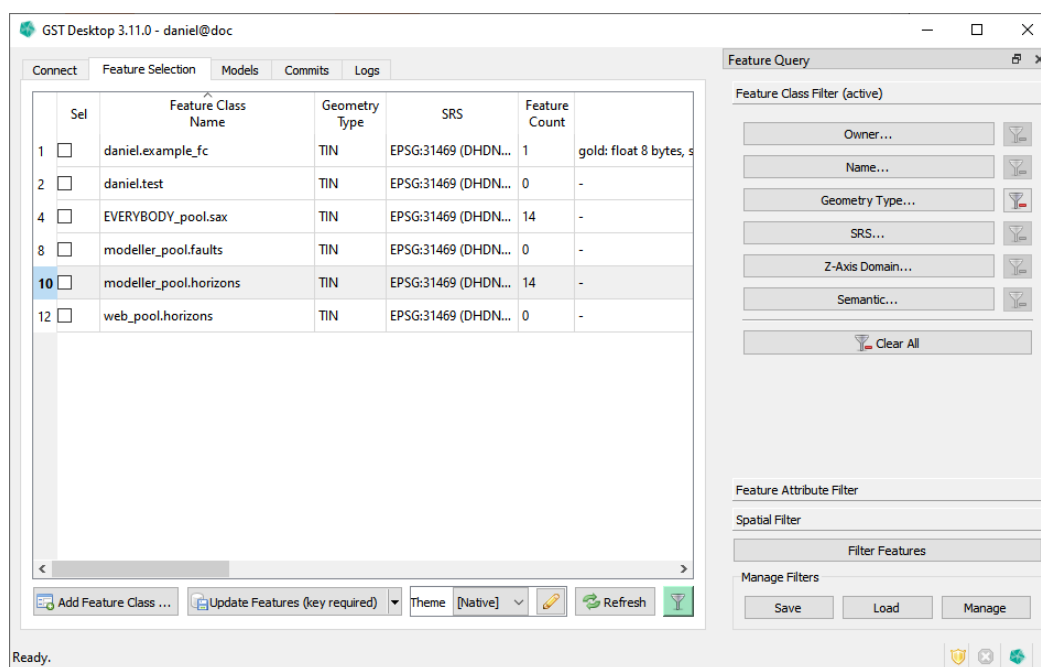 GST Desktop 3.11.0 - daniel@doc
Connect Feature Selection Models Commits Logs
Sel Feature Class Name Geometry Type SRS Feature Count
1 daniel.example_fc TIN EPSG:31469 (DHDN... 1 gold: float 8 bytes, s
2 daniel.test TIN EPSG:31469 (DHDN... 0 -
4 EVERYBODY_pool.sax TIN EPSG:31469 (DHDN... 14 -
8 modeller_pool.faults TIN EPSG:31469 (DHDN... 0 -
10 modeller_pool.horizons TIN EPSG:31469 (DHDN... 14 -
12 web_pool.horizons TIN EPSG:31469 (DHDN... 0 -
Add Feature Class ... Update Features (key required) Theme [Native] Refresh
Ready.
Feature Query
Feature Class Filter (active)
Owner...
Name...
Geometry Type...
SRS...
Z-Axis Domain...
Semantic...
Clear All
Feature Attribute Filter
Spatial Filter
Filter Features
Manage Filters
Save Load Manage